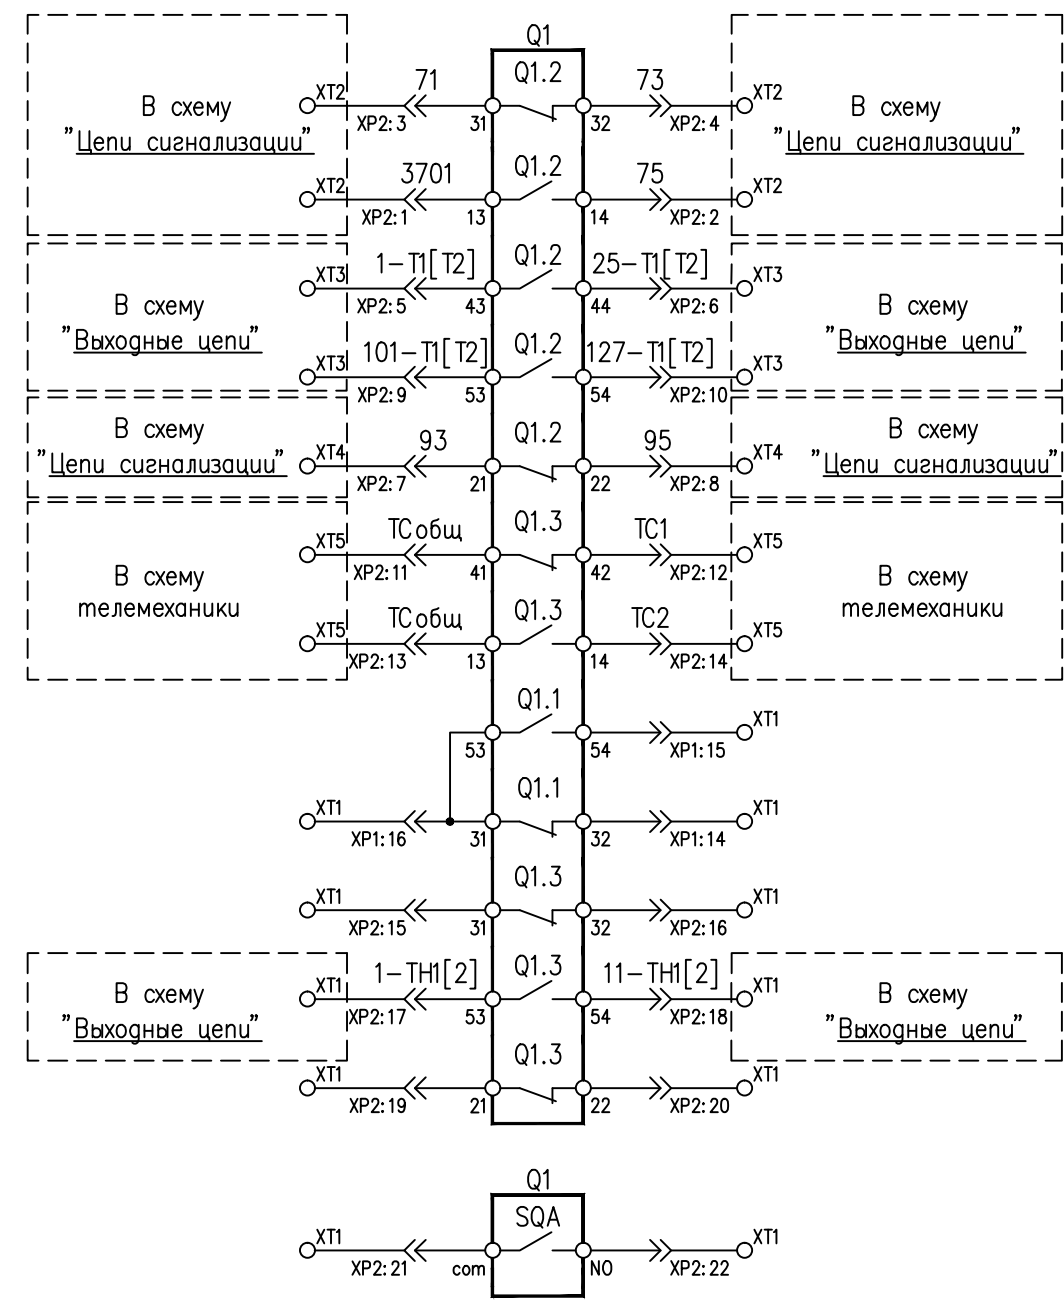 Q1
71 Q1.2 73
XT2 XT2
В схему В схему
XP2:3 31 32 XP2:4
"Цепи сигнализации" "Цепи сигнализации"
3701 Q1.2 75
XT2 XT2
XP2:1 13 14 XP2:2
1-T1[T2] Q1.2 25-T1[T2]
XT3 XT3
В схему XP2:5 43 44 XP2:6 В схему
"Выходные цепи" "Выходные цепи"
101-T1[T2] Q1.2 127-T1[T2]
XT3 XT3
XP2:9 53 54 XP2:10
В схему 93 Q1.2 95 В схему
XT4 XT4
"Цепи сигнализации" "Цепи сигнализации"
XP2:7 21 22 XP2:8
ТСобщ Q1.3 ТС1
XT5 XT5
В схему XP2:11 41 42 XP2:12 В схему
телемеханики телемеханики
ТСобщ Q1.3 ТС2
XT5 XT5
XP2:13 13 14 XP2:14
Q1.1
XT1
53 54 XP1:15
Q1.1
XT1 XT1
XP1:16 31 32 XP1:14
Q1.3
XT1 XT1
XP2:15 31 32 XP2:16
1-TH1[2] Q1.3 11-TH1[2]
XT1 XT1
В схему В схему
XP2:17 53 54 XP2:18
"Выходные цепи" "Выходные цепи"
Q1.3
XT1 XT1
XP2:19 21 22 XP2:20
Q1
SQA
XT1 XT1
XP2:21 com NO XP2:22